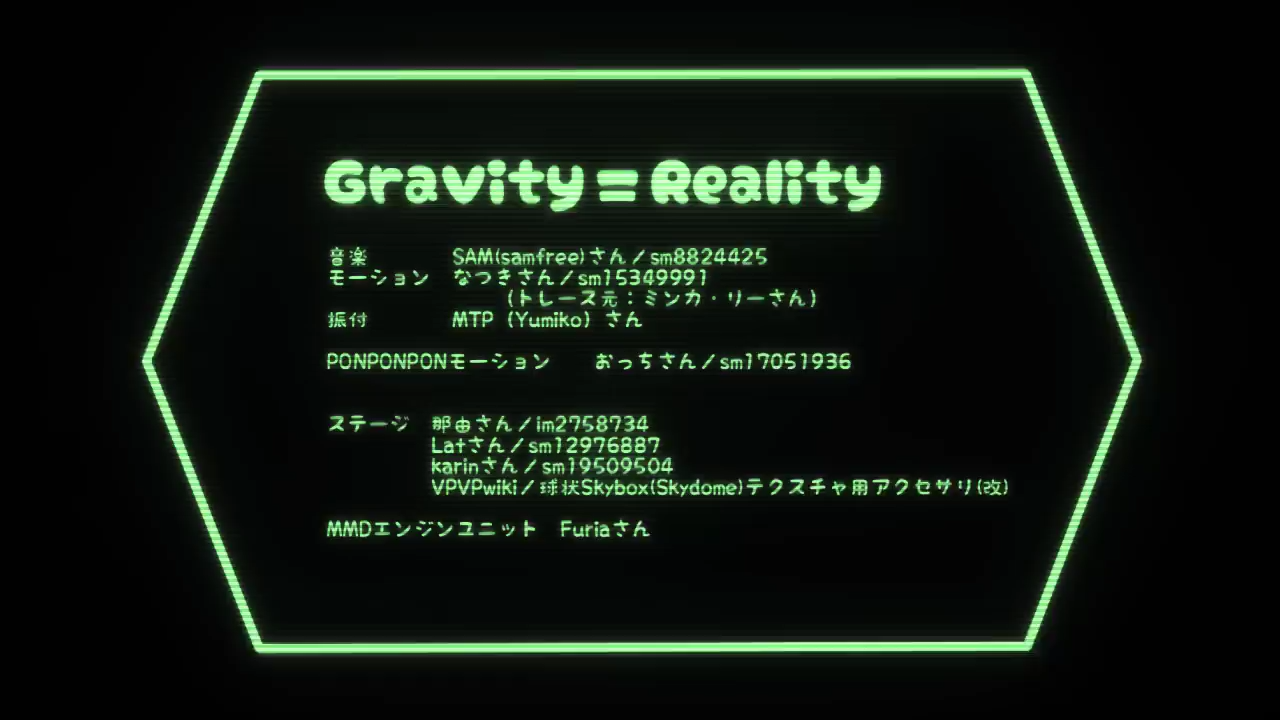 Gravity=Reality
音楽 SAM(samfree)さん/sm8824425
モーション なつきさん/sm15349991
(トレース元:ミンカ・リーさん)
振付 MTP (Yumiko) さん
PONPONPONモーション おっちさん/sm17051936
ステージ 那由さん/im2758734
Latさん/sm12976887
karinさん/sm19509504
VPVPwiki/球状Skybox(Skydome)テクスチャ用アクセサリ(改)
MMDエンジンユニット Furiaさん